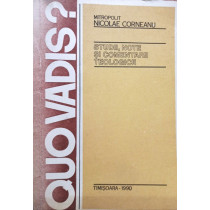 QUO VADIS?
MITROPOLIT
NICOLAE CORNEANU
STUDII, NOTE
ȘI COMENTARII
TEOLOGICE
TIMIȘOARA-1990